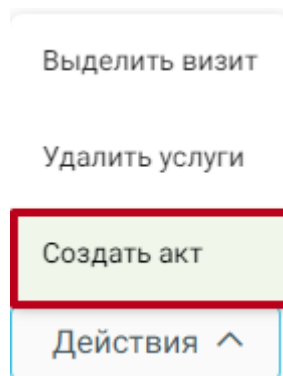 Выделить визит
Удалить услуги
Создать акт
Действия